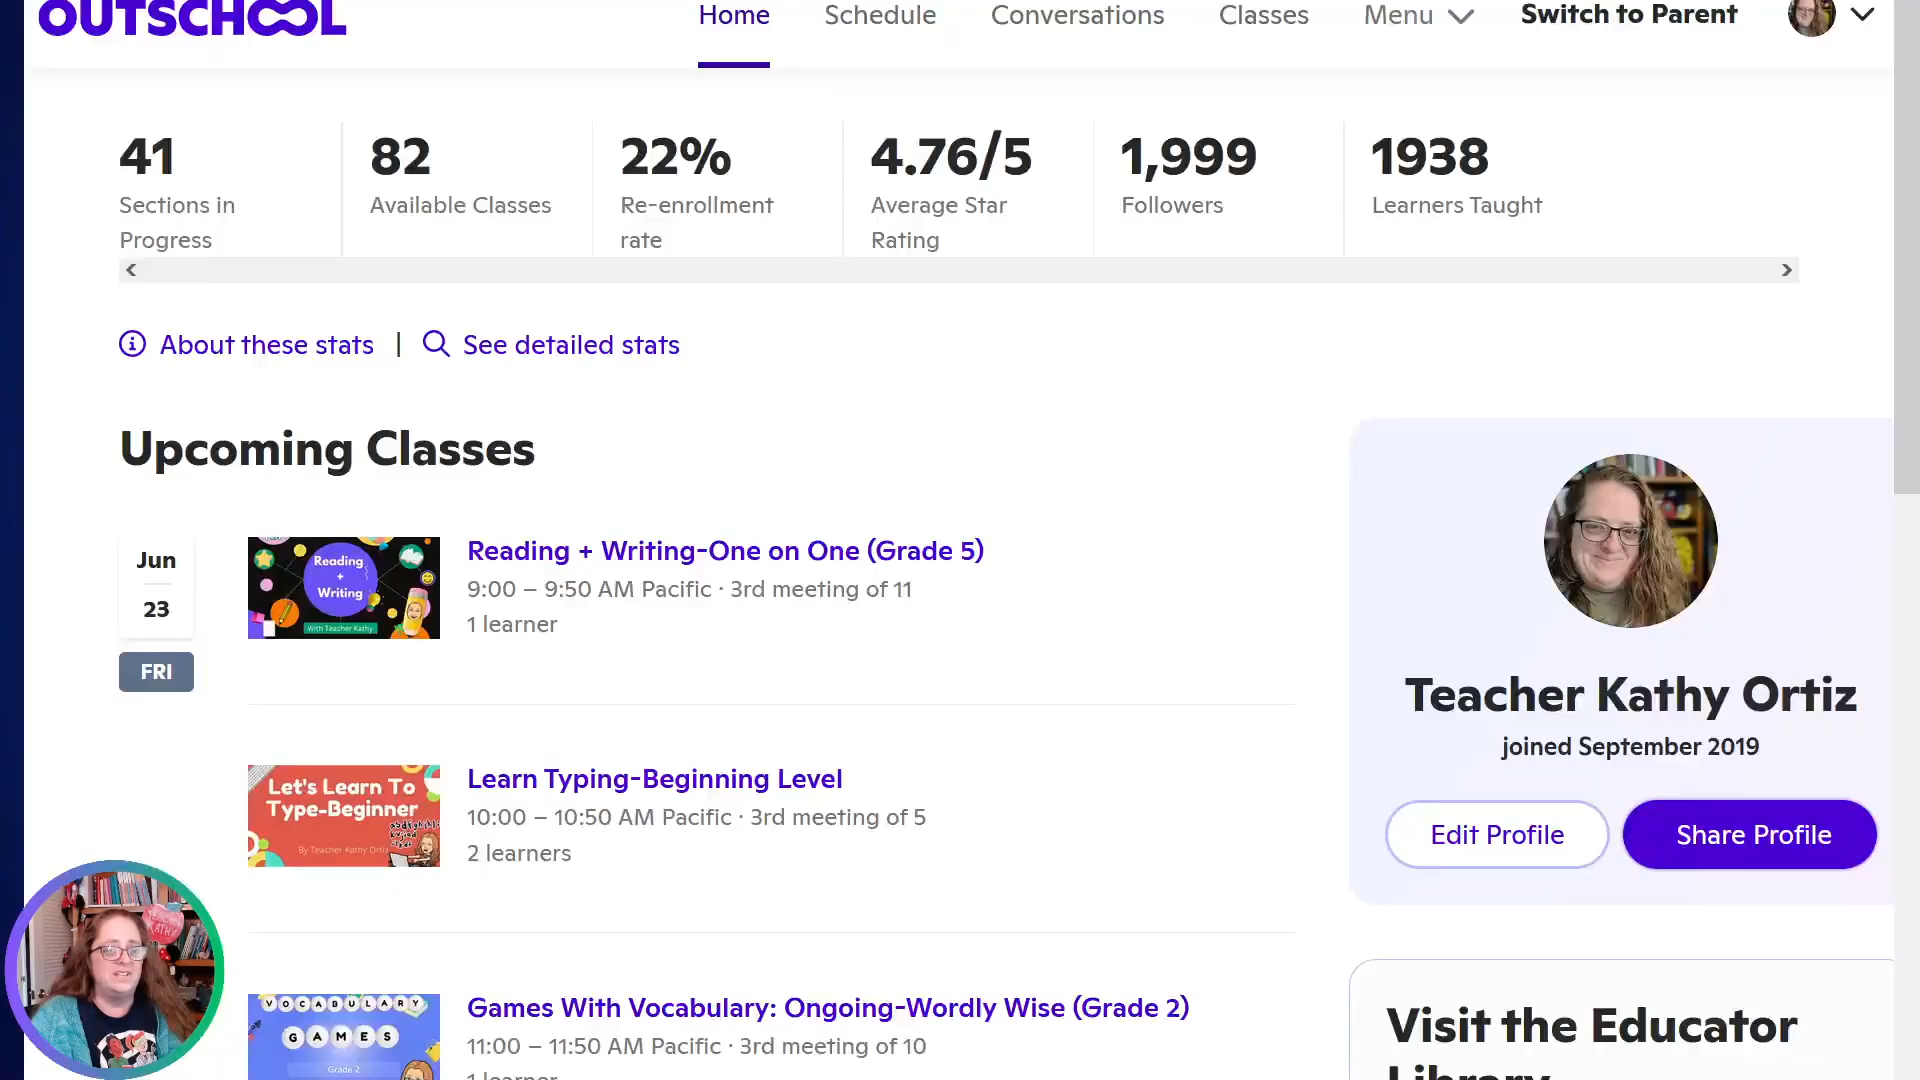 OUTSCHOOL
Home
Schedule
Conversations
Classes
Menu
Switch to Parent
41
Sections in
Progress
82
Available Classes
22%
Re-enrollment
rate
4.76/5
Average Star
Rating
1,999
Followers
1938
Learners Taught
About these stats | See detailed stats
Upcoming Classes
Jun
23
FRI
Reading
+
Writing
With Teacher Kathy
Reading + Writing-One on One (Grade 5)
9:00 – 9:50 AM Pacific · 3rd meeting of 11
1 learner
Let's Learn To
Type-Beginner
By Teacher Kathy Ortiz
Learn Typing-Beginning Level
10:00 – 10:50 AM Pacific · 3rd meeting of 5
2 learners
VOCABULARY
GAMES
Grade 2
Games With Vocabulary: Ongoing-Wordly Wise (Grade 2)
11:00 – 11:50 AM Pacific · 3rd meeting of 10
1 learner
Teacher Kathy Ortiz
joined September 2019
Edit Profile
Share Profile
Visit the Educator
Library